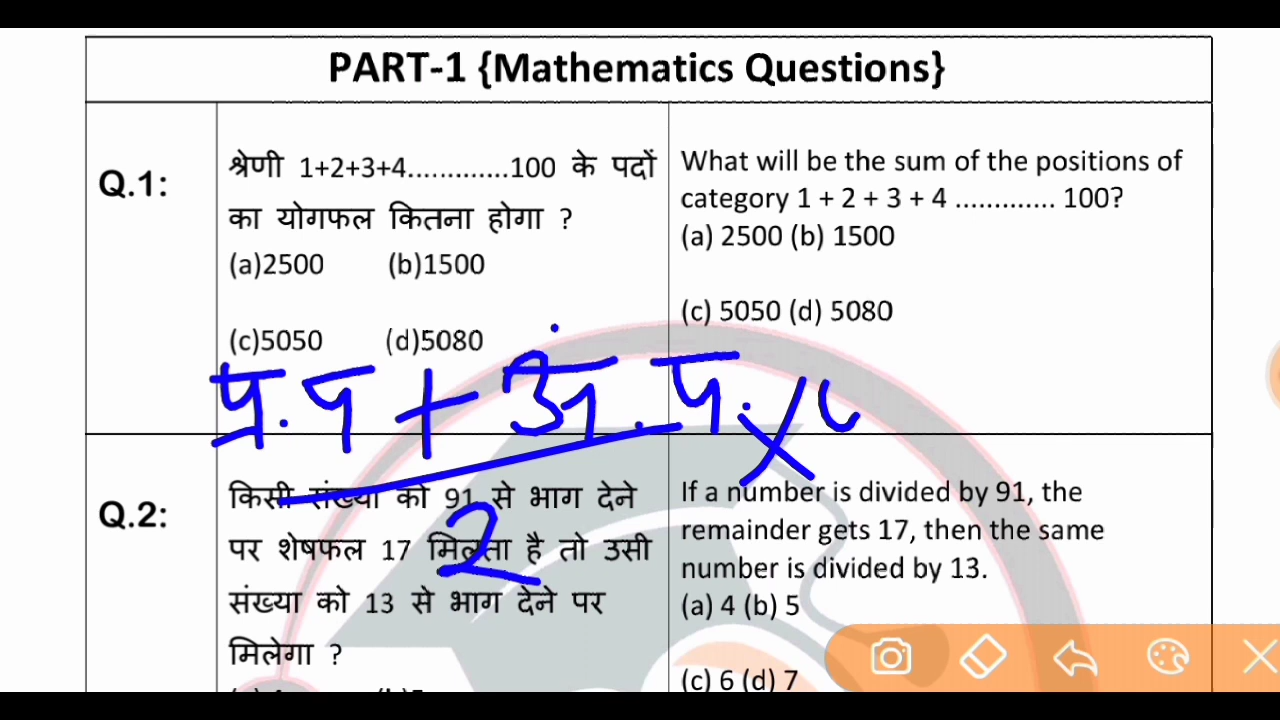 PART-1 {Mathematics Questions}
Q.1:
श्रेणी 1+2+3+4.............100 के पदों
का योगफल कितना होगा ?
(a)2500 (b)1500
(c)5050 (d)5080
What will be the sum of the positions of
category 1 + 2 + 3 + 4 ............. 100?
(a) 2500 (b) 1500
(c) 5050 (d) 5080
प्र.प + अं.प. ×
2
Q.2:
किसी संख्या को 91 से भाग देने
पर शेषफल 17 मिलता है तो उसी
संख्या को 13 से भाग देने पर
मिलेगा ?
If a number is divided by 91, the
remainder gets 17, then the same
number is divided by 13.
(a) 4 (b) 5
(c) 6 (d) 7